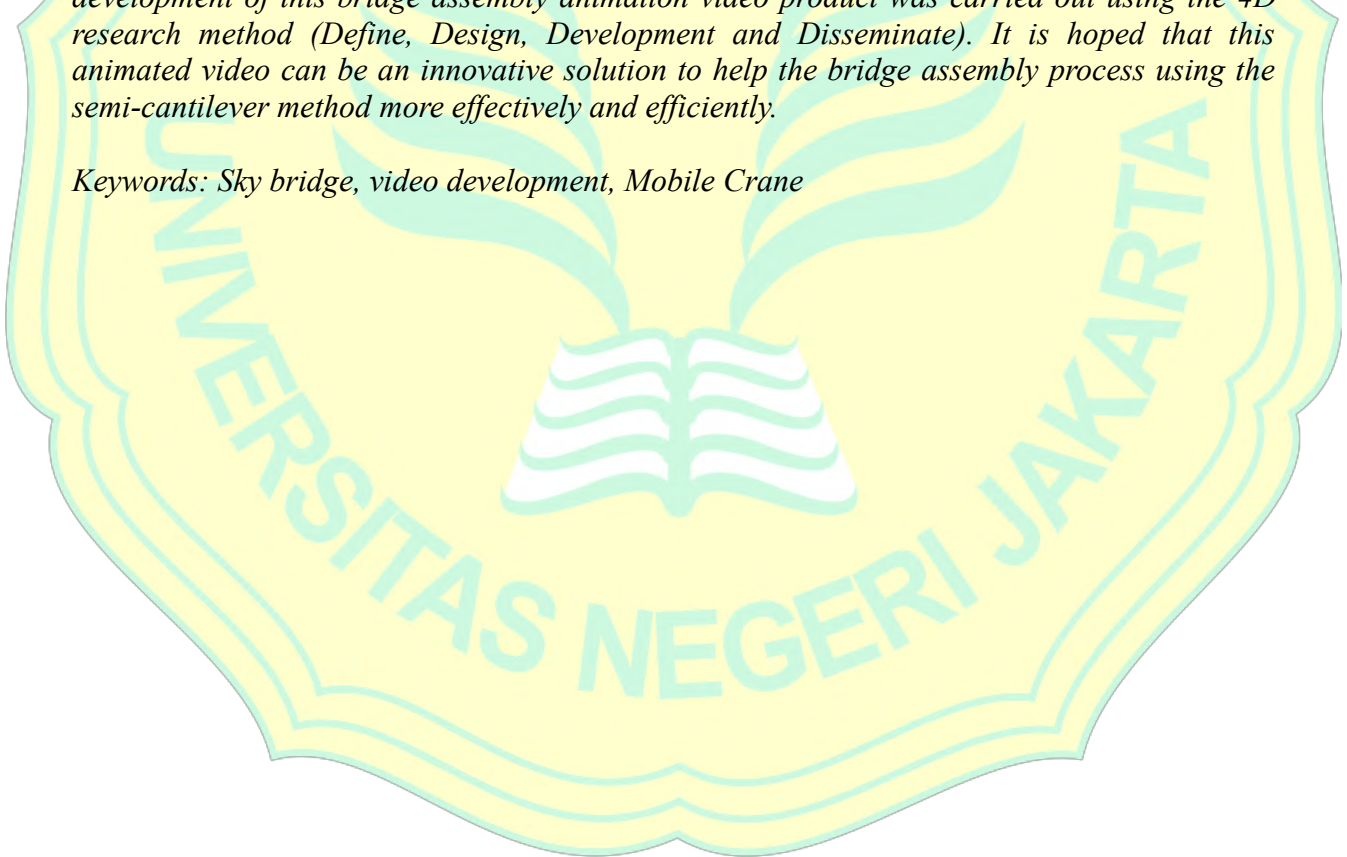 development of this bridge assembly animation video product was carried out using the 4D
research method (Define, Design, Development and Disseminate). It is hoped that this
animated video can be an innovative solution to help the bridge assembly process using the
semi-cantilever method more effectively and efficiently.
Keywords: Sky bridge, video development, Mobile Crane
UNIVERSITAS NEGERI JAKARTA